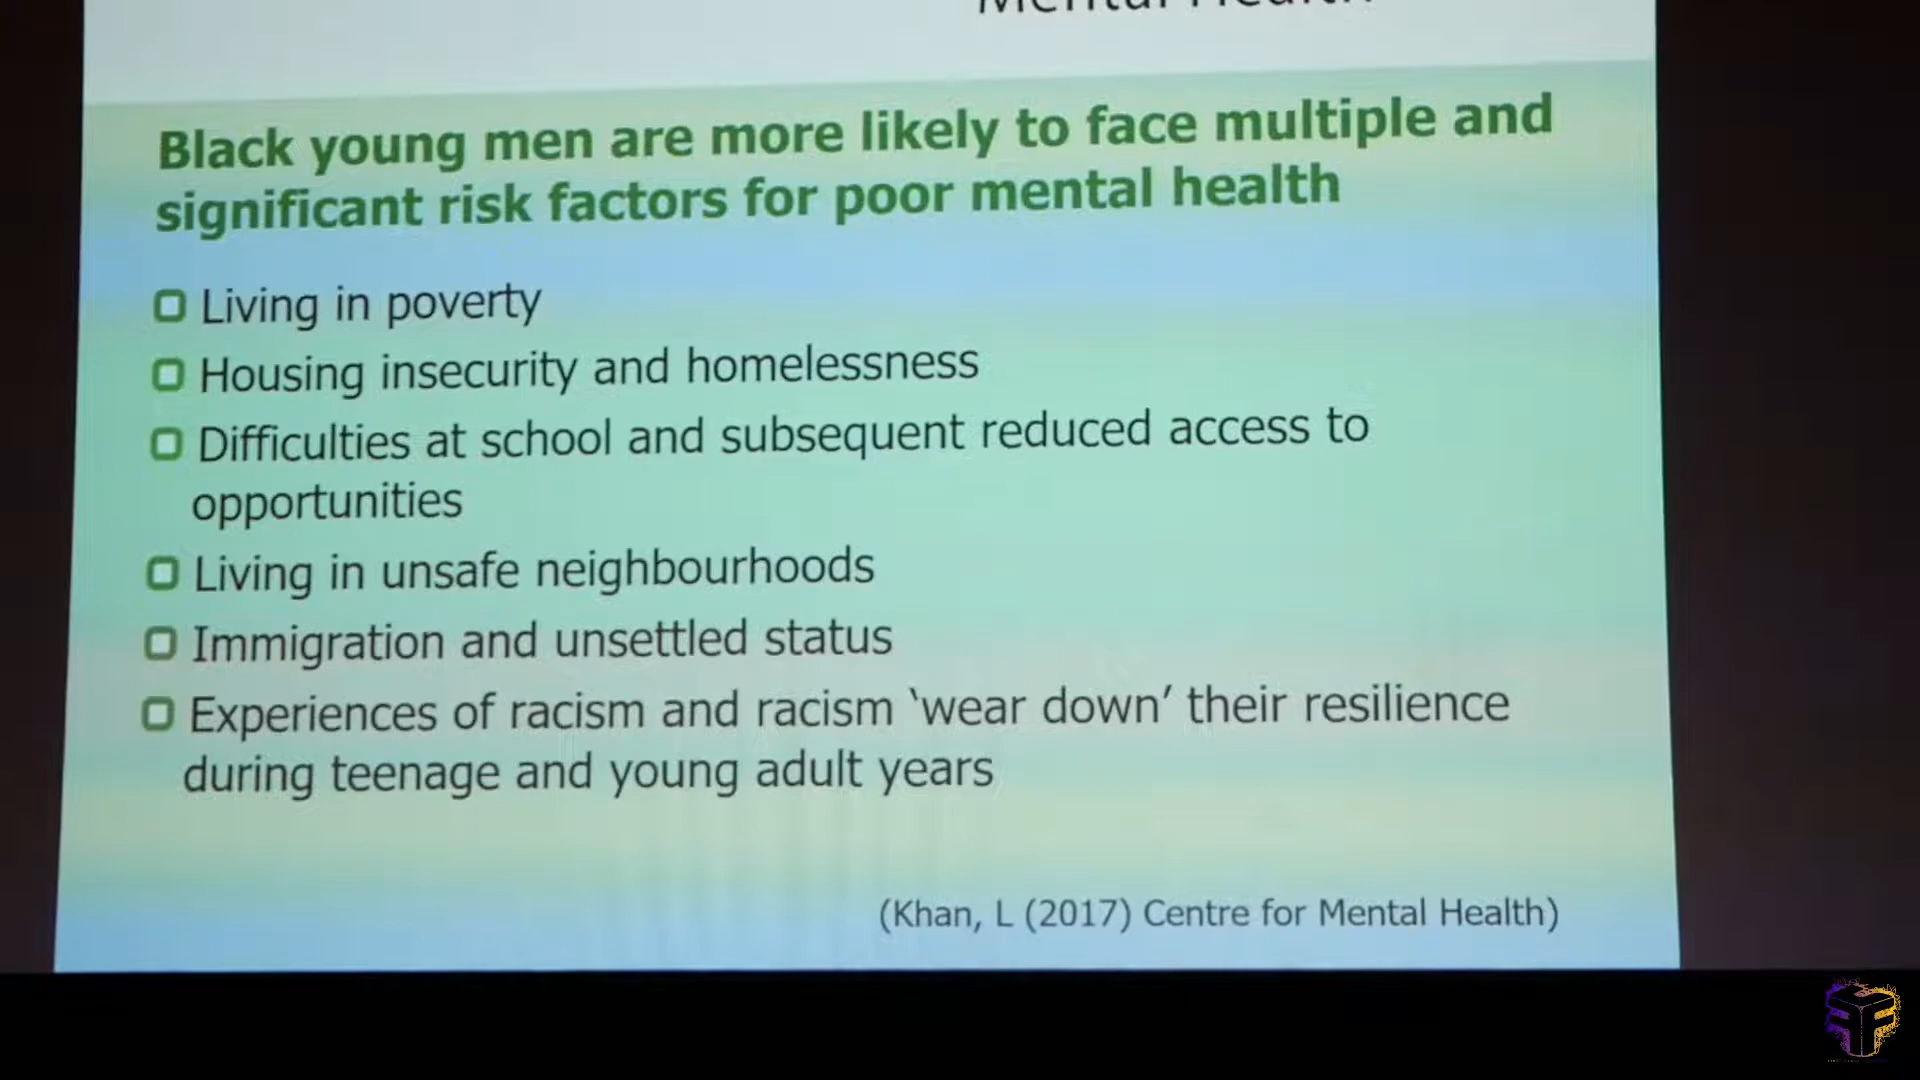 Mental Health
Black young men are more likely to face multiple and
significant risk factors for poor mental health
Living in poverty
Housing insecurity and homelessness
Difficulties at school and subsequent reduced access to
opportunities
Living in unsafe neighbourhoods
Immigration and unsettled status
Experiences of racism and racism ‘wear down’ their resilience
during teenage and young adult years
(Khan, L (2017) Centre for Mental Health)